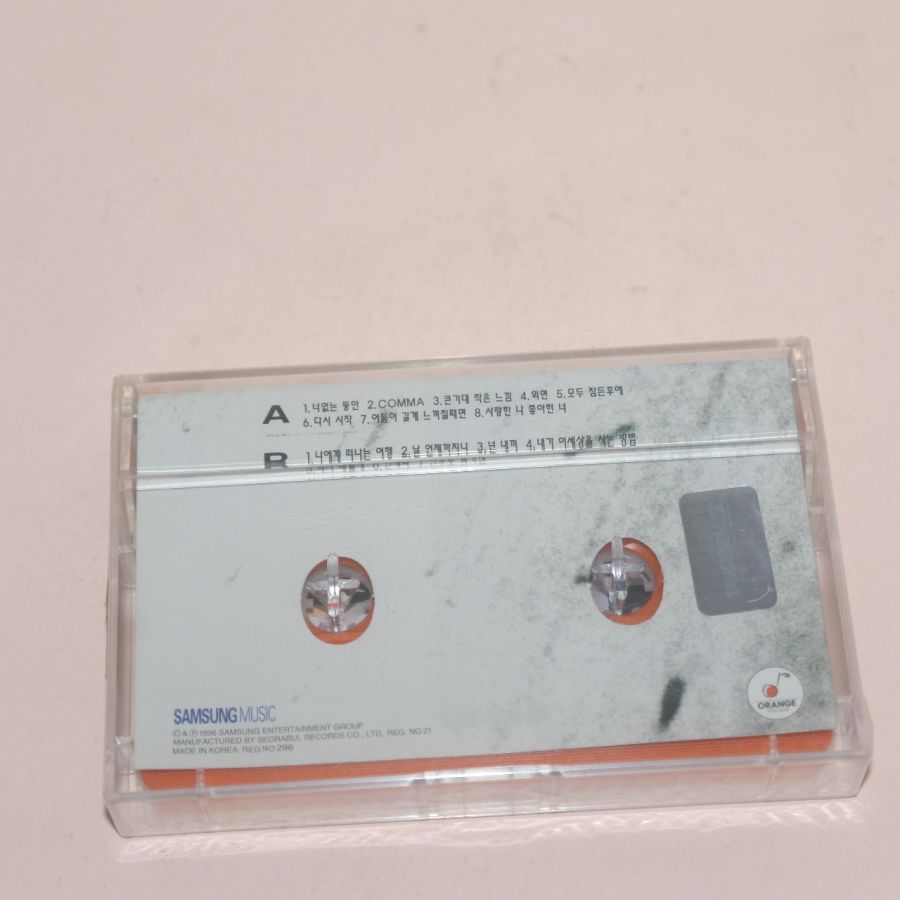 A
1.너없는 동안 2.COMMA 3.큰기대 작은 느낌 4.외면 5.모두 잠든후에
6.다시 시작 7.어둠이 길게 느껴질때면 8.사랑한 나 좋아한 너
B
1.나에게 떠나는 여행 2.날 언제까지나 3.넌 내꺼 4.내가 이세상을 사는 방법
SAMSUNG MUSIC
©&℗1996 SAMSUNG ENTERTAINMENT GROUP
MANUFACTURED BY SEORABUL RECORDS CO., LTD. REG. NO 21
MADE IN KOREA. REG NO 296
ORANGE